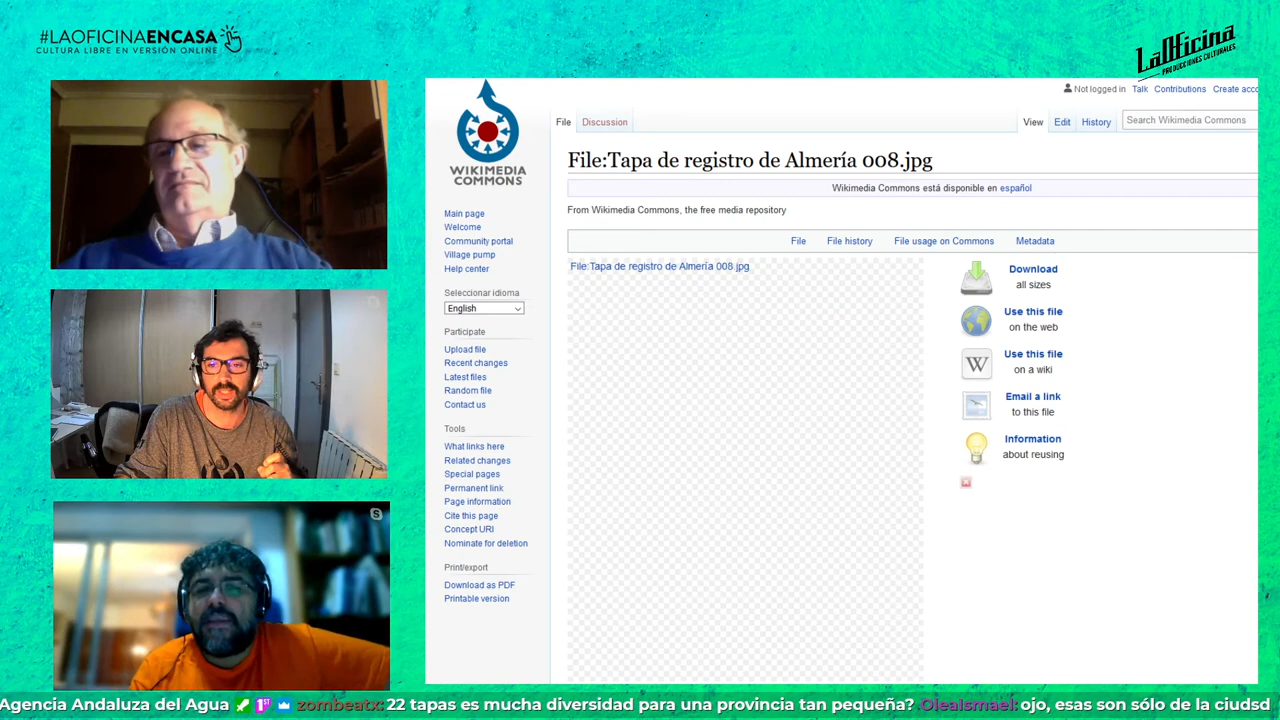 #LAOFICINAENCASA
CULTURA LIBRE EN VERSIÓN ONLINE
LaOficina
PRODUCCIONES CULTURALES
WIKIMEDIA
COMMONS
Main page
Welcome
Community portal
Village pump
Help center
Seleccionar idioma
English
Participate
Upload file
Recent changes
Latest files
Random file
Contact us
Tools
What links here
Related changes
Special pages
Permanent link
Page information
Cite this page
Concept URI
Nominate for deletion
Print/export
Download as PDF
Printable version
Not logged in Talk Contributions Create acco
File Discussion View Edit History Search Wikimedia Commons
File:Tapa de registro de Almería 008.jpg
Wikimedia Commons está disponible en español
From Wikimedia Commons, the free media repository
File File history File usage on Commons Metadata
File:Tapa de registro de Almería 008.jpg
Download
all sizes
Use this file
on the web
W
Use this file
on a wiki
Email a link
to this file
Information
about reusing
Agencia Andaluza del Agua 1st zombeatx: 22 tapas es mucha diversidad para una provincia tan pequeña? OleaIsmael: ojo, esas son sólo de la ciudsd